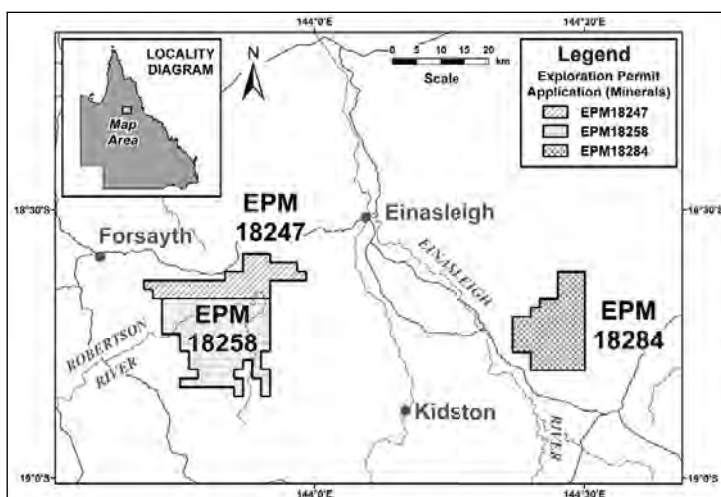 144°0'E
144°30'E
LOCALITY
DIAGRAM
Map
Area
N
0 5 10 15 20
km
Scale
Legend
Exploration Permit
Application (Minerals)
EPM18247
EPM18258
EPM18284
18°30'S
18°30'S
EPM
18247
Einasleigh
Forsayth
EINASLEIGH
EPM
18258
EPM
18284
ROBERTSON
RIVER
Kidston
RIVER
19°0'S
19°0'S
144°0'E
144°30'E